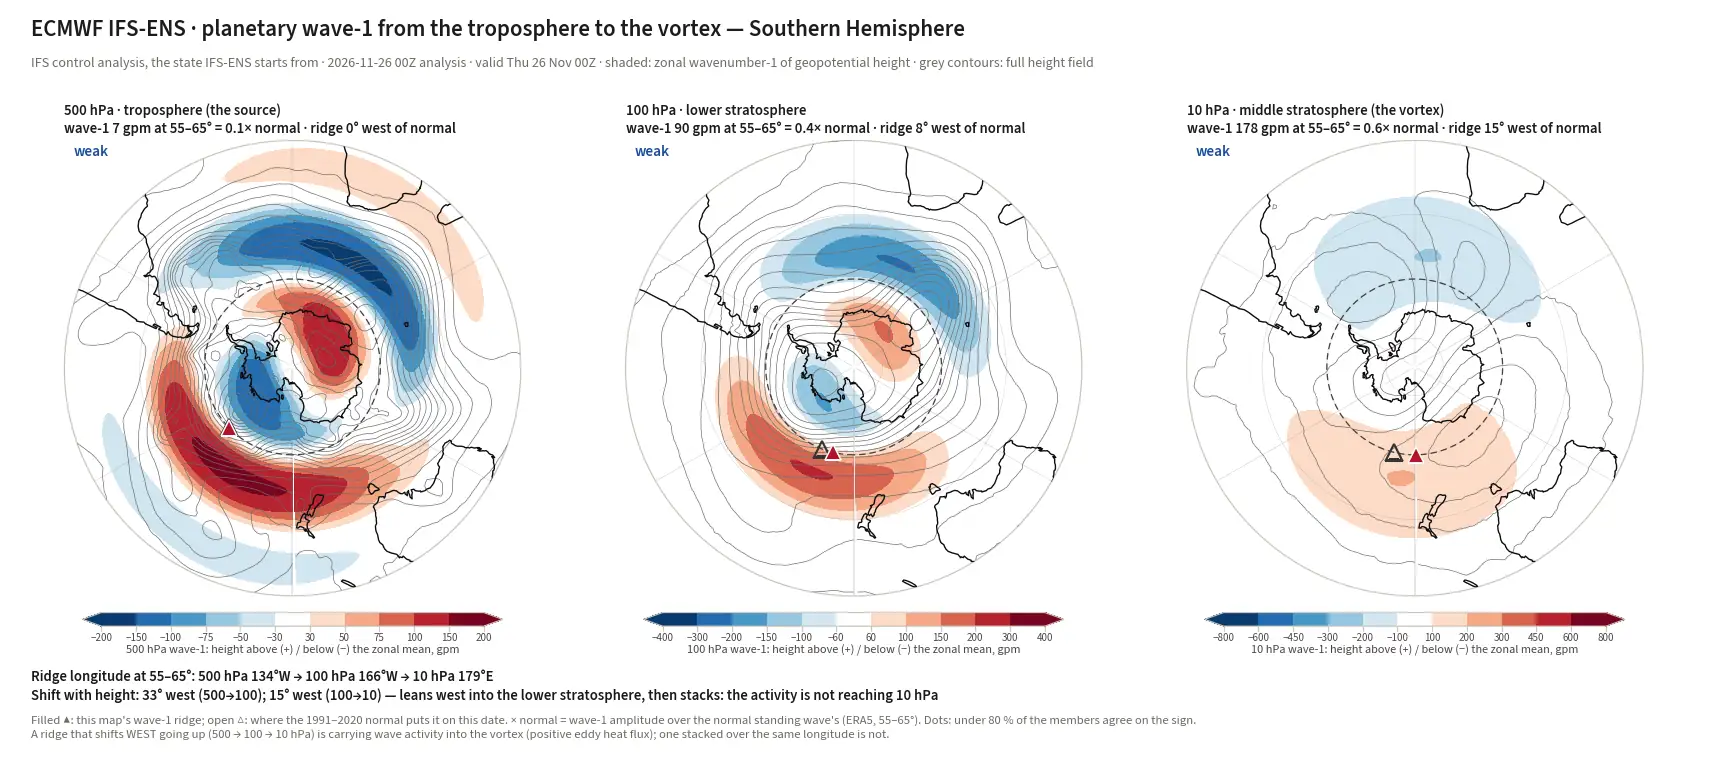 ECMWF IFS-ENS · planetary wave-1 from the troposphere to the vortex — Southern Hemisphere
IFS control analysis, the state IFS-ENS starts from · 2026-11-26 00Z analysis · valid Thu 26 Nov 00Z · shaded: zonal wavenumber-1 of geopotential height · grey contours: full height field
500 hPa · troposphere (the source)
wave-1 7 gpm at 55–65° = 0.1× normal · ridge 0° west of normal
weak
100 hPa · lower stratosphere
wave-1 90 gpm at 55–65° = 0.4× normal · ridge 8° west of normal
weak
10 hPa · middle stratosphere (the vortex)
wave-1 178 gpm at 55–65° = 0.6× normal · ridge 15° west of normal
weak
−200 −150 −100 −75 −50 −30 30 50 75 100 150 200
500 hPa wave-1: height above (+) / below (−) the zonal mean, gpm
−400 −300 −200 −150 −100 −60 60 100 150 200 300 400
100 hPa wave-1: height above (+) / below (−) the zonal mean, gpm
−800 −600 −450 −300 −200 −100 100 200 300 450 600 800
10 hPa wave-1: height above (+) / below (−) the zonal mean, gpm
Ridge longitude at 55–65°: 500 hPa 134°W → 100 hPa 166°W → 10 hPa 179°E
Shift with height: 33° west (500→100); 15° west (100→10) — leans west into the lower stratosphere, then stacks: the activity is not reaching 10 hPa
Filled ▲: this map's wave-1 ridge; open △: where the 1991–2020 normal puts it on this date. × normal = wave-1 amplitude over the normal standing wave's (ERA5, 55–65°). Dots: under 80 % of the members agree on the sign.
A ridge that shifts WEST going up (500 → 100 → 10 hPa) is carrying wave activity into the vortex (positive eddy heat flux); one stacked over the same longitude is not.